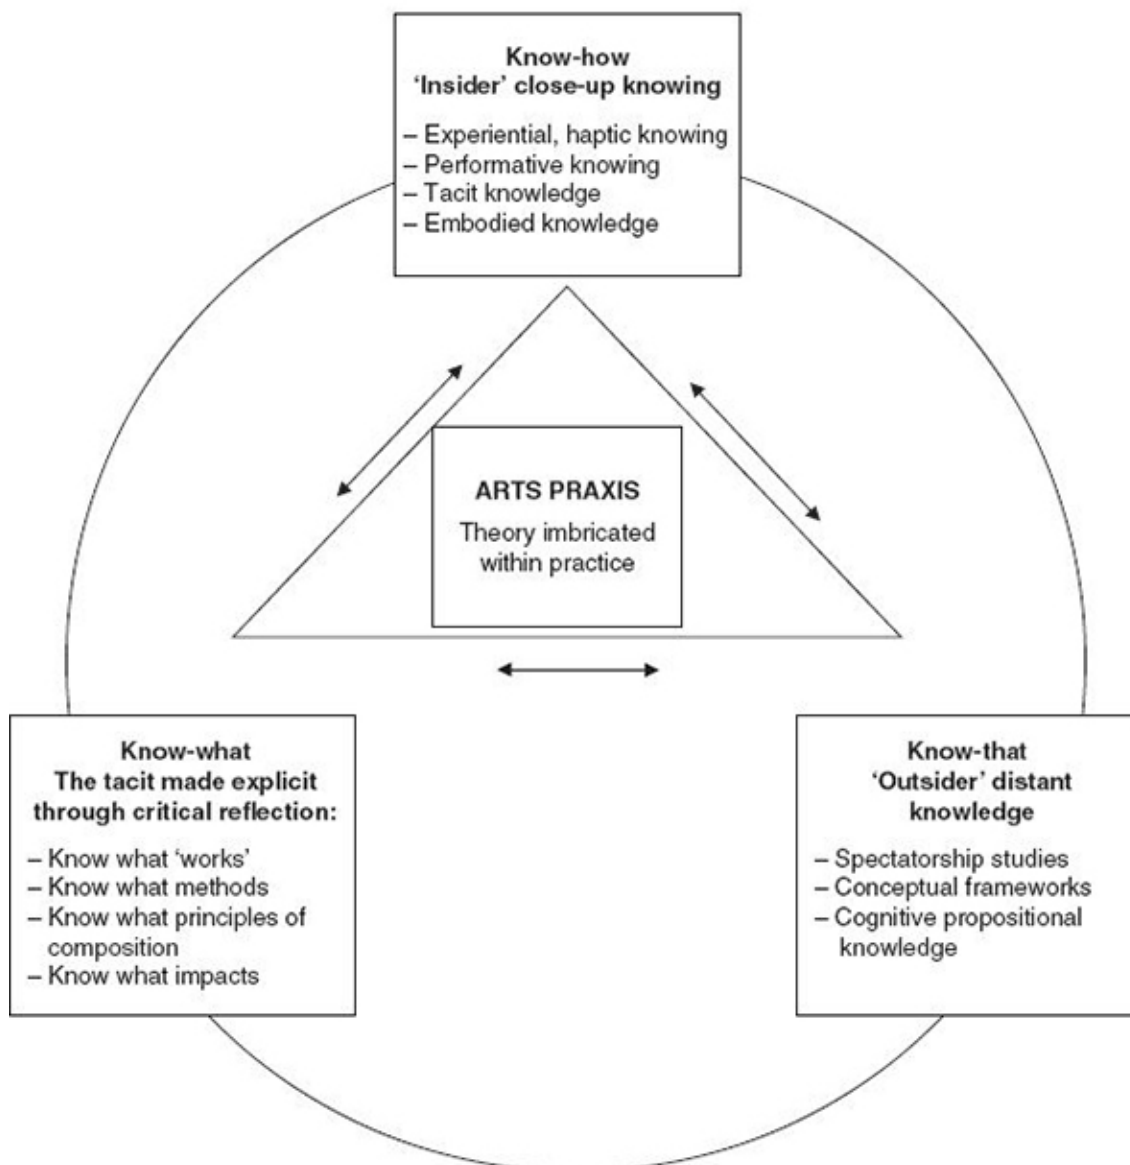 Know-how
‘Insider’ close-up knowing
– Experiential, haptic knowing
– Performative knowing
– Tacit knowledge
– Embodied knowledge
ARTS PRAXIS
Theory imbricated
within practice
Know-what
The tacit made explicit
through critical reflection:
– Know what ‘works’
– Know what methods
– Know what principles of
composition
– Know what impacts
Know-that
‘Outsider’ distant
knowledge
– Spectatorship studies
– Conceptual frameworks
– Cognitive propositional
knowledge